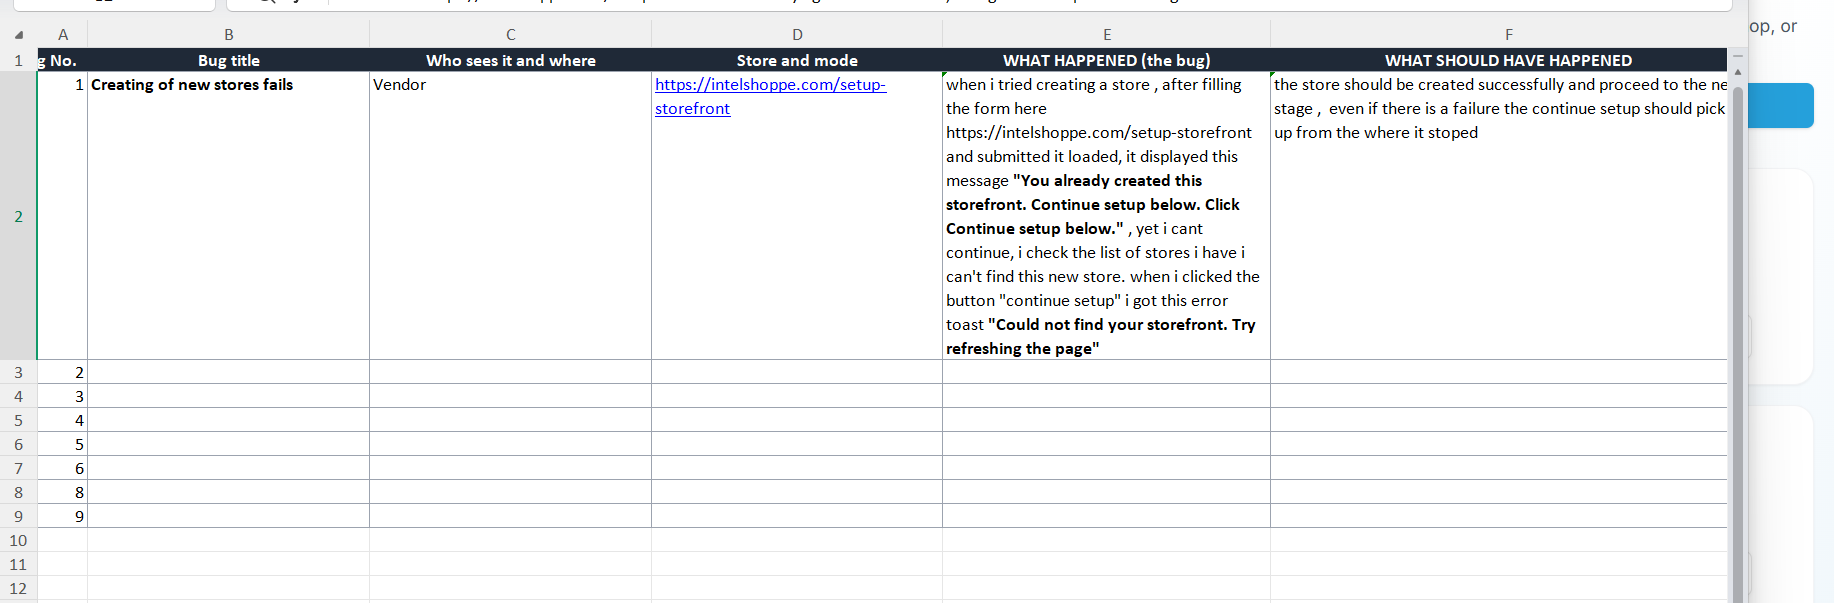 op, or
A B C D E F
1 g No. Bug title Who sees it and where Store and mode WHAT HAPPENED (the bug) WHAT SHOULD HAVE HAPPENED
2
1
Creating of new stores fails
Vendor
https://intelshoppe.com/setup-
storefront
when i tried creating a store , after filling
the form here
https://intelshoppe.com/setup-storefront
and submitted it loaded, it displayed this
message "You already created this
storefront. Continue setup below. Click
Continue setup below." , yet i cant
continue, i check the list of stores i have i
can't find this new store. when i clicked the
button "continue setup" i got this error
toast "Could not find your storefront. Try
refreshing the page"
the store should be created successfully and proceed to the ne
stage , even if there is a failure the continue setup should pick
up from the where it stoped
3 2
4 3
5 4
6 5
7 6
8 8
9 9
10
11
12